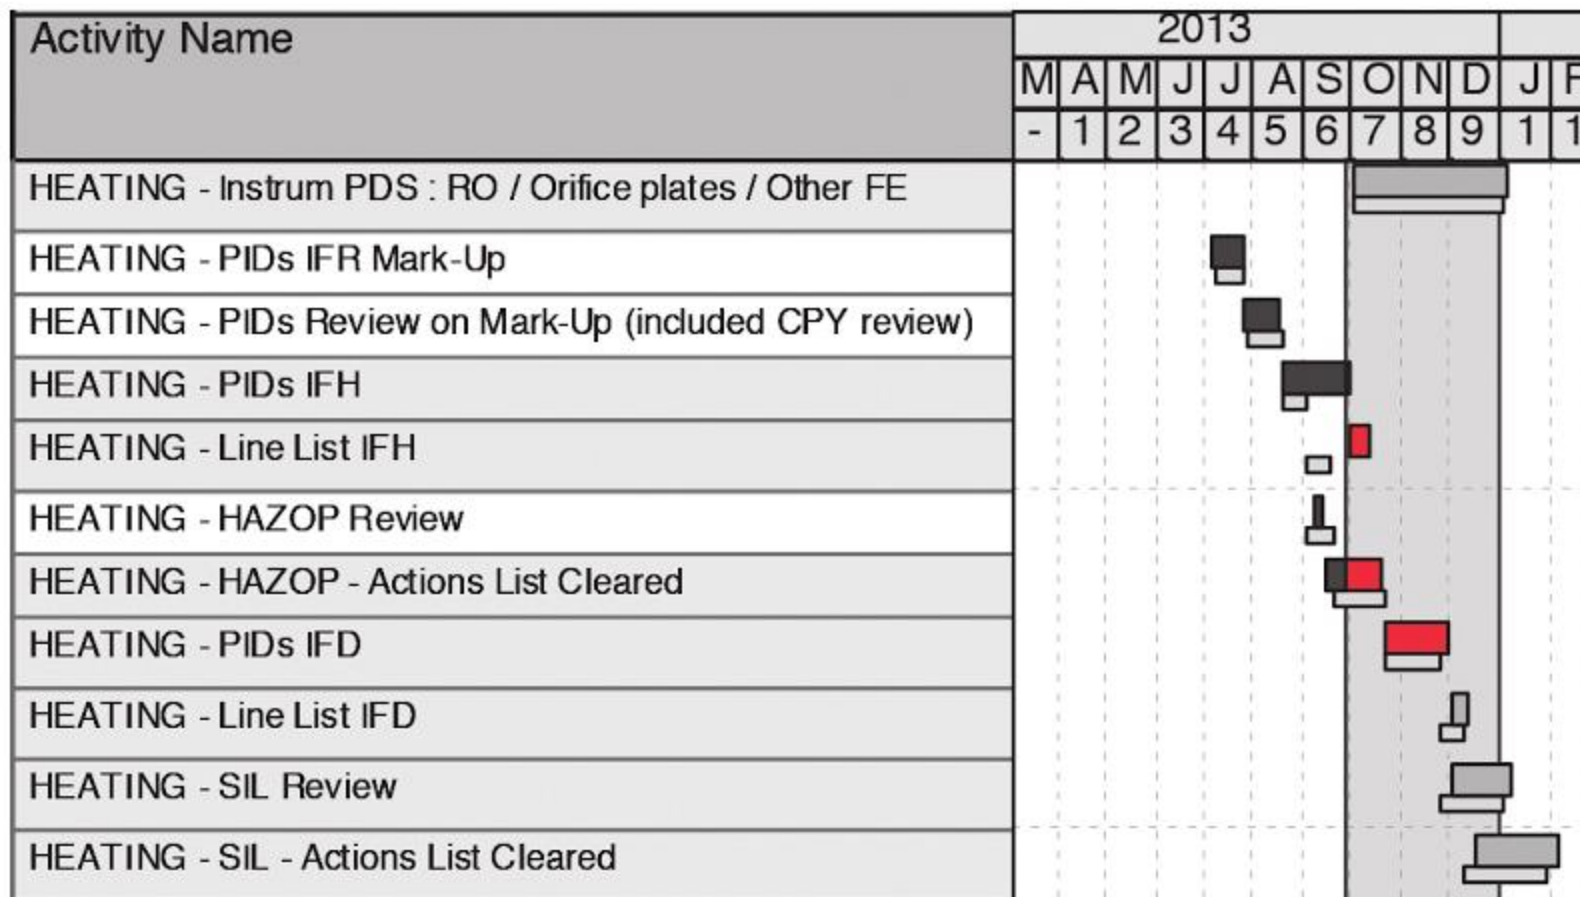 Activity Name
2013
M A M J J A S O N D J F
- 1 2 3 4 5 6 7 8 9 1 1
HEATING - Instrum PDS : RO / Orifice plates / Other FE
HEATING - PIDs IFR Mark-Up
HEATING - PIDs Review on Mark-Up (included CPY review)
HEATING - PIDs IFH
HEATING - Line List IFH
HEATING - HAZOP Review
HEATING - HAZOP - Actions List Cleared
HEATING - PIDs IFD
HEATING - Line List IFD
HEATING - SIL Review
HEATING - SIL - Actions List Cleared